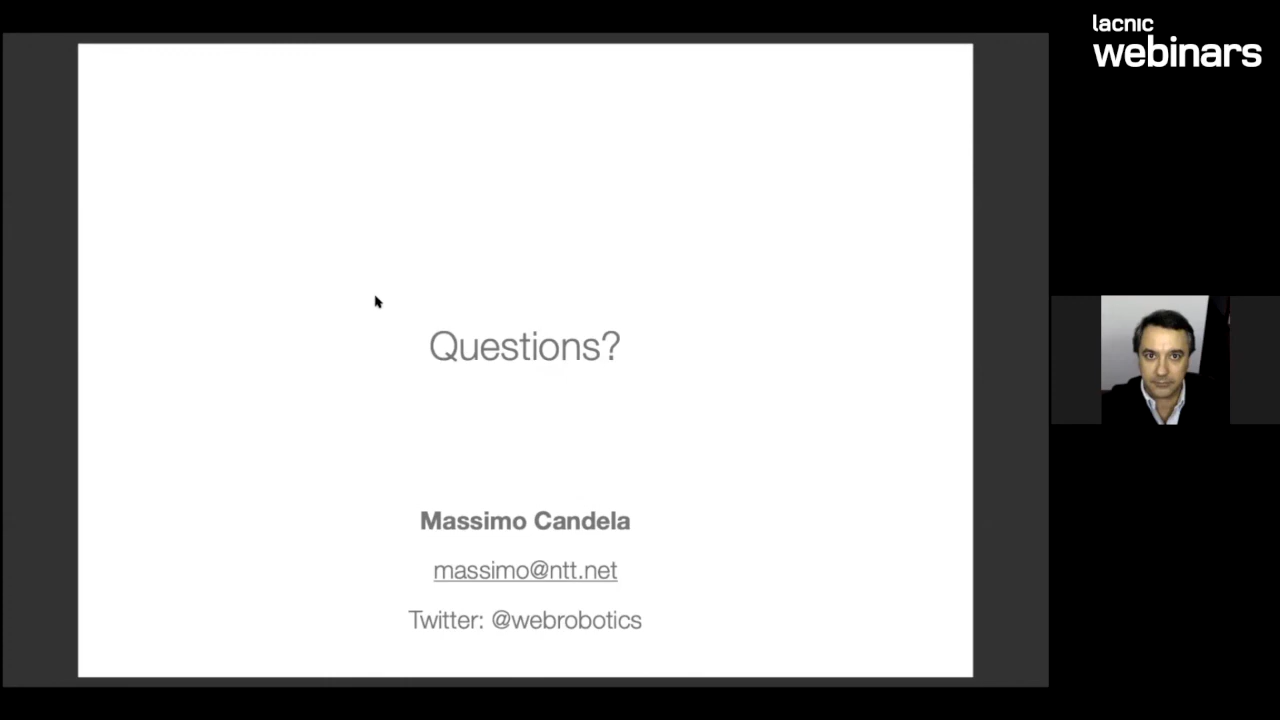 lacnic
webinars
Questions?
Massimo Candela
massimo@ntt.net
Twitter: @webrobotics